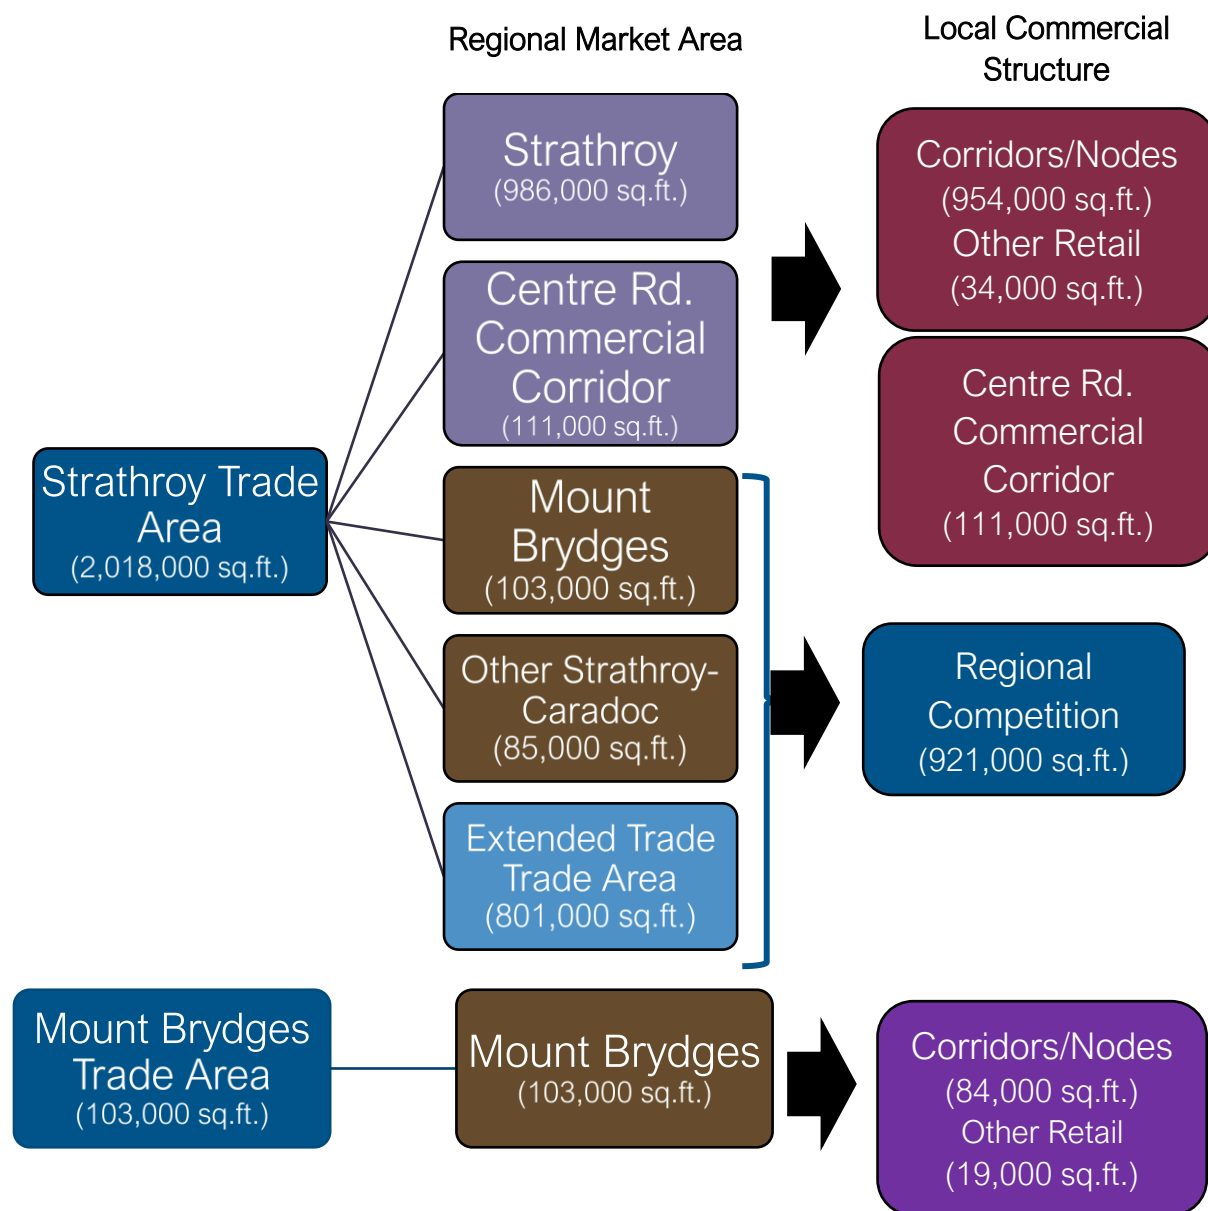 Regional Market Area
Local Commercial
Structure
Strathroy
(986,000 sq.ft.)
Centre Rd.
Commercial
Corridor
(111,000 sq.ft.)
Mount
Brydges
(103,000 sq.ft.)
Other Strathroy-
Caradoc
(85,000 sq.ft.)
Extended Trade
Trade Area
(801,000 sq.ft.)
Strathroy Trade
Area
(2,018,000 sq.ft.)
Corridors/Nodes
(954,000 sq.ft.)
Other Retail
(34,000 sq.ft.)
Centre Rd.
Commercial
Corridor
(111,000 sq.ft.)
Regional
Competition
(921,000 sq.ft.)
Mount Brydges
Trade Area
(103,000 sq.ft.)
Mount Brydges
(103,000 sq.ft.)
Corridors/Nodes
(84,000 sq.ft.)
Other Retail
(19,000 sq.ft.)